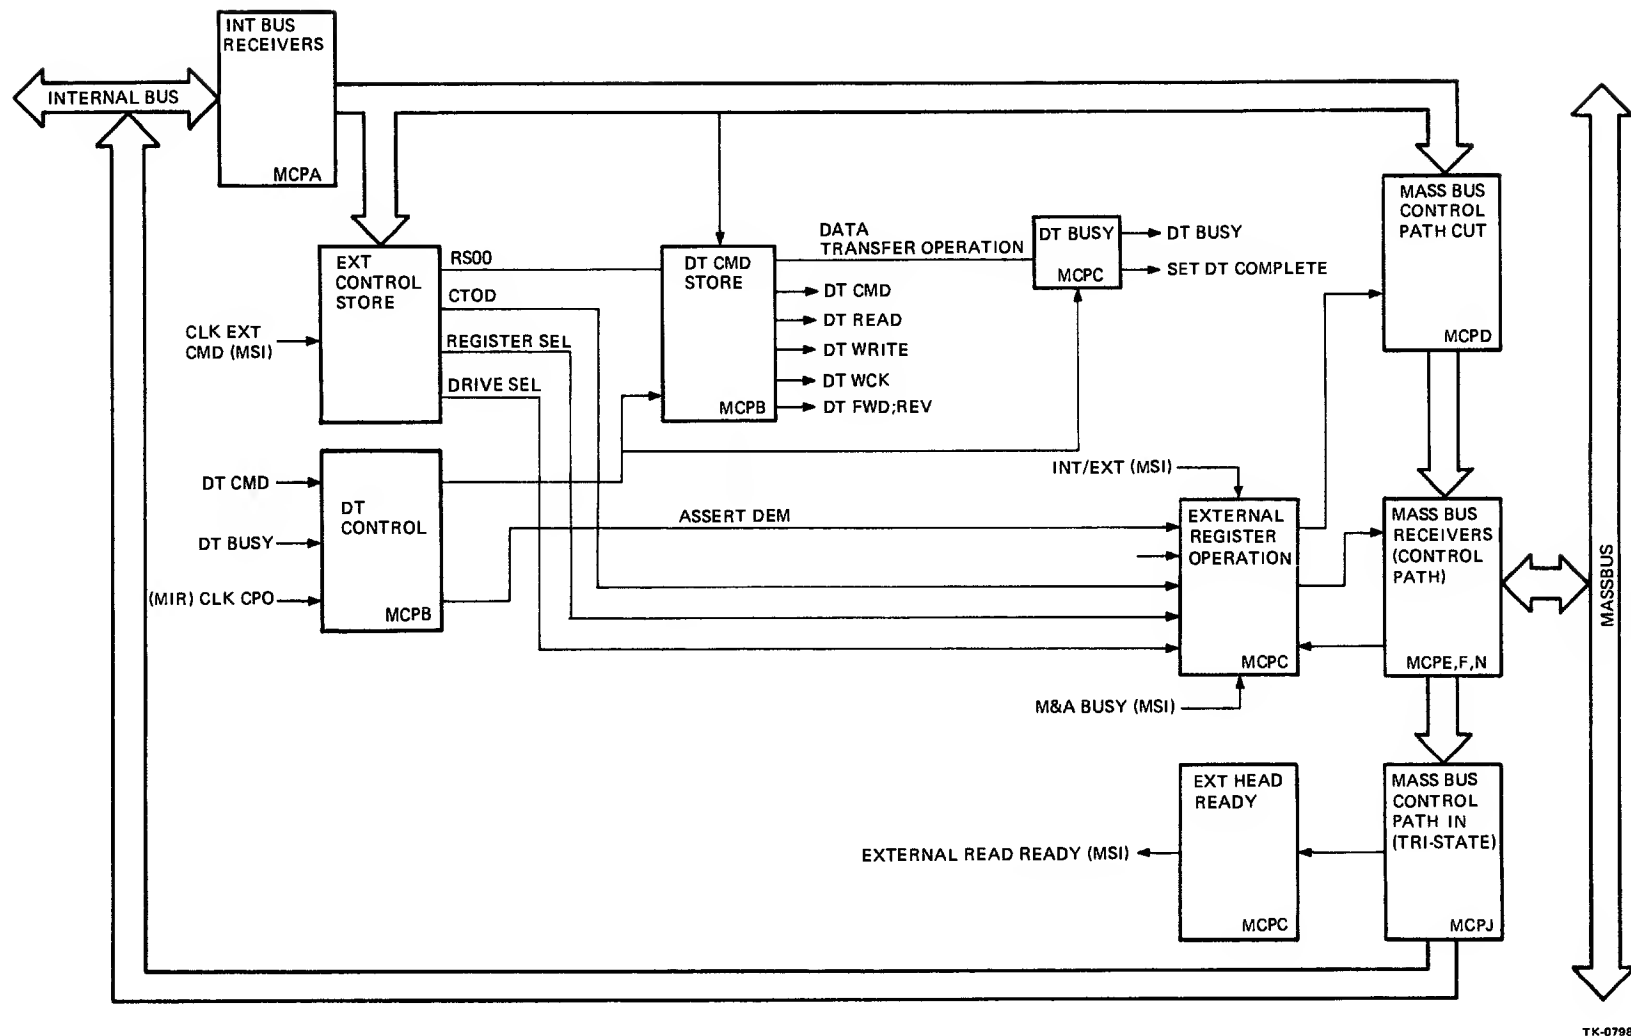 INT BUS
RECEIVERS
MCPA
INTERNAL BUS
EXT
CONTROL
STORE
CLK EXT
CMD (MSI)
RS00
CTOD
REGISTER SEL
DRIVE SEL
DT CMD
STORE
MCPB
DATA
TRANSFER OPERATION
DT CMD
DT READ
DT WRITE
DT WCK
DT FWD;REV
DT BUSY
MCPC
DT BUSY
SET DT COMPLETE
MASS BUS
CONTROL
PATH CUT
MCPD
DT CMD
DT BUSY
(MIR) CLK CPO
DT
CONTROL
MCPB
ASSERT DEM
INT/EXT (MSI)
EXTERNAL
REGISTER
OPERATION
MCPC
M&A BUSY (MSI)
MASS BUS
RECEIVERS
(CONTROL
PATH)
MCPE,F,N
MASSBUS
EXT HEAD
READY
MCPC
EXTERNAL READ READY (MSI)
MASS BUS
CONTROL
PATH IN
(TRI-STATE)
MCPJ
TK-0798